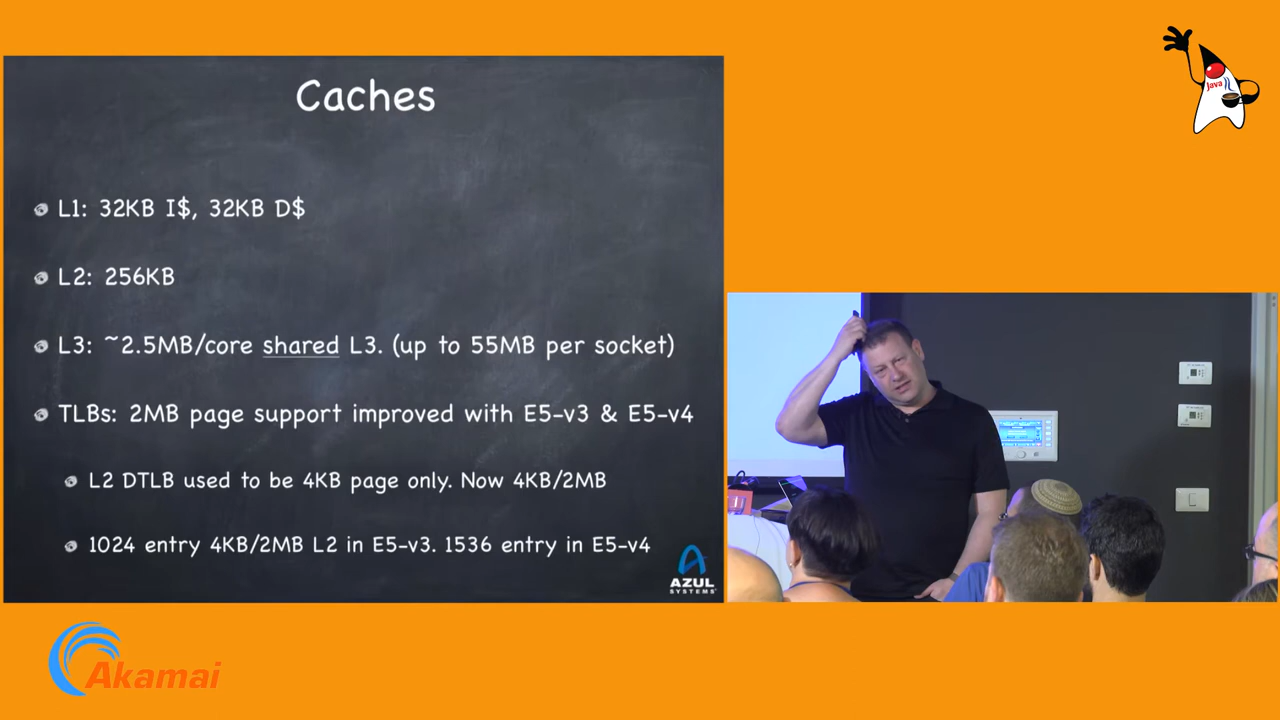 Caches
L1: 32KB I$, 32KB D$
L2: 256KB
L3: ~2.5MB/core shared L3. (up to 55MB per socket)
TLBs: 2MB page support improved with E5-v3 & E5-v4
L2 DTLB used to be 4KB page only. Now 4KB/2MB
1024 entry 4KB/2MB L2 in E5-v3. 1536 entry in E5-v4
AZUL
SYSTEMS
Java
Akamai